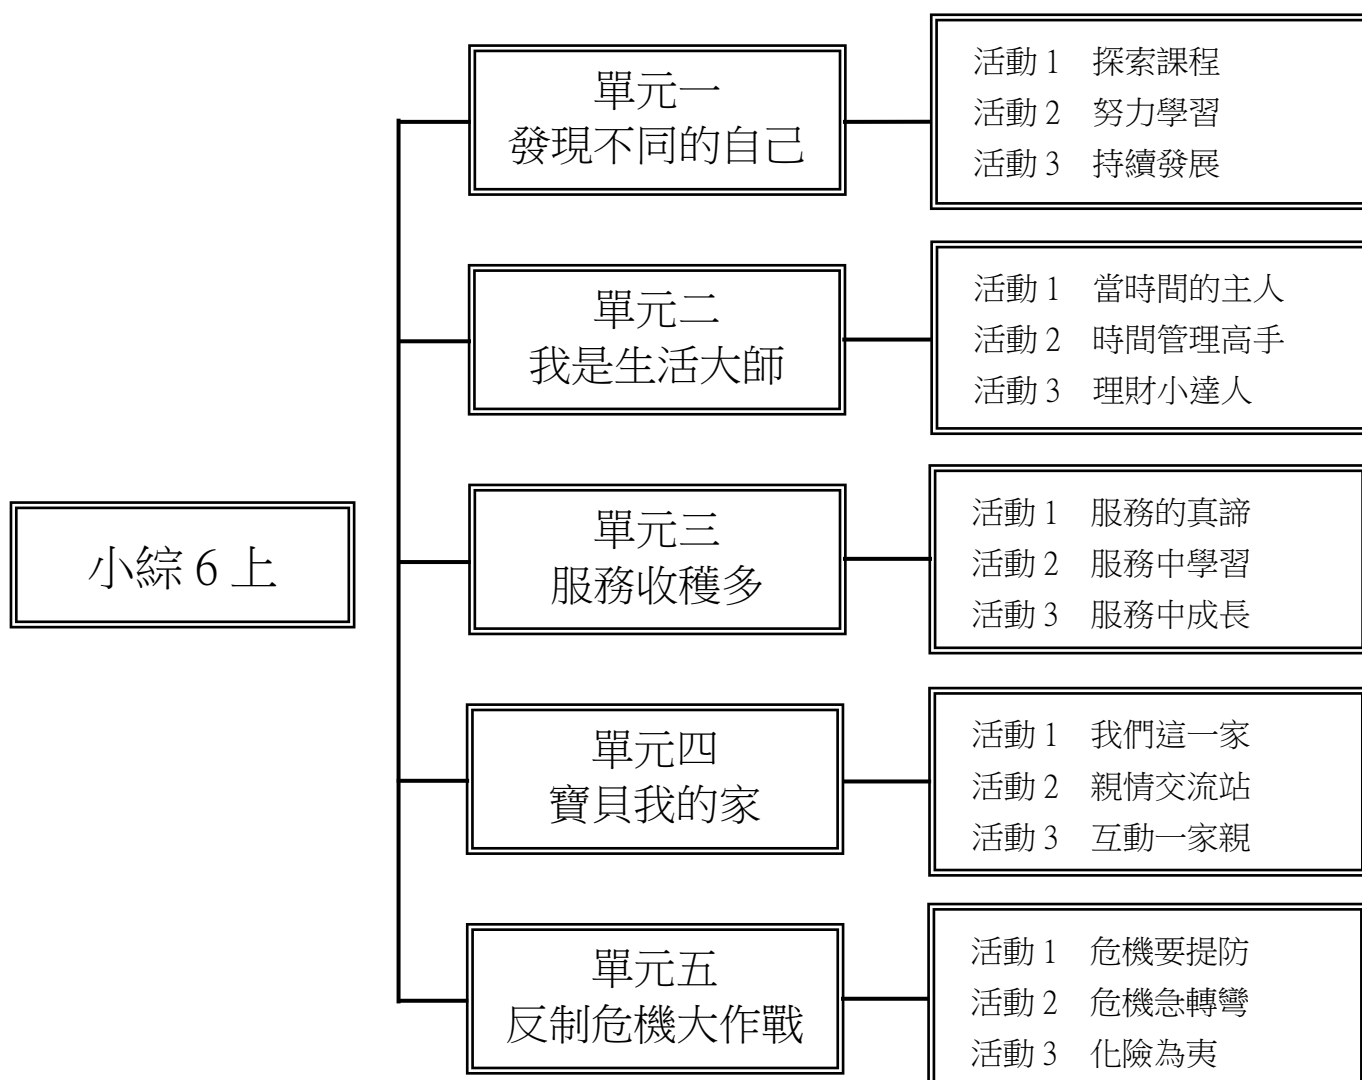 小綜 6 上
單元一
發現不同的自己
活動 1　探索課程
活動 2　努力學習
活動 3　持續發展
單元二
我是生活大師
活動 1　當時間的主人
活動 2　時間管理高手
活動 3　理財小達人
單元三
服務收穫多
活動 1　服務的真諦
活動 2　服務中學習
活動 3　服務中成長
單元四
寶貝我的家
活動 1　我們這一家
活動 2　親情交流站
活動 3　互動一家親
單元五
反制危機大作戰
活動 1　危機要提防
活動 2　危機急轉彎
活動 3　化險為夷